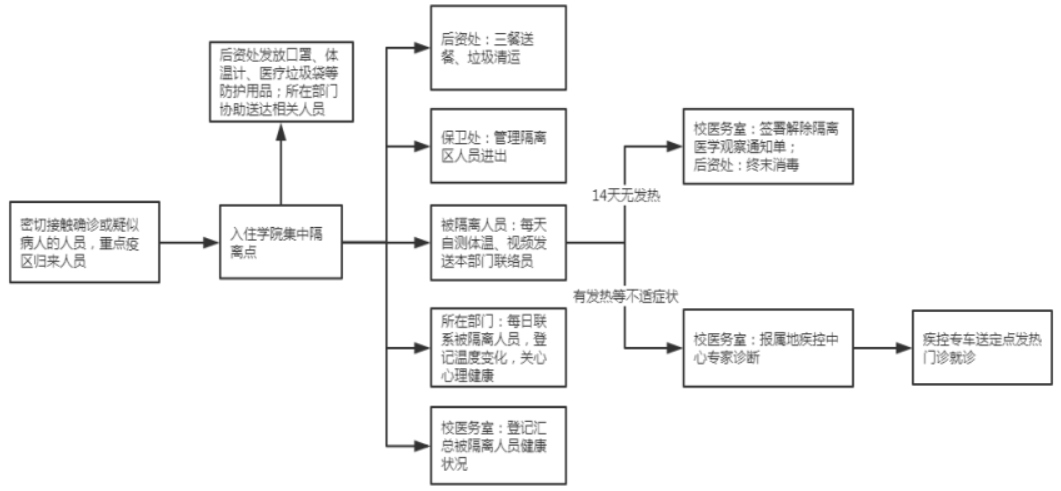 后资处发放口罩、体
温计、医疗垃圾袋等
防护用品；所在部门
协助送达相关人员
后资处：三餐送
餐、垃圾清运
保卫处：管理隔离
区人员进出
校医务室：签署解除隔离
医学观察通知单；
后资处：终末消毒
14天无发热
密切接触确诊或疑似
病人的人员，重点疫
区归来人员
入住学院集中隔
离点
被隔离人员：每天
自测体温、视频发
送本部门联络员
有发热等不适症状
所在部门：每日联
系被隔离人员，登
记温度变化，关心
心理健康
校医务室：报属地疾控中
心专家诊断
疾控专车送定点发热
门诊就诊
校医务室：登记汇
总被隔离人员健康
状况